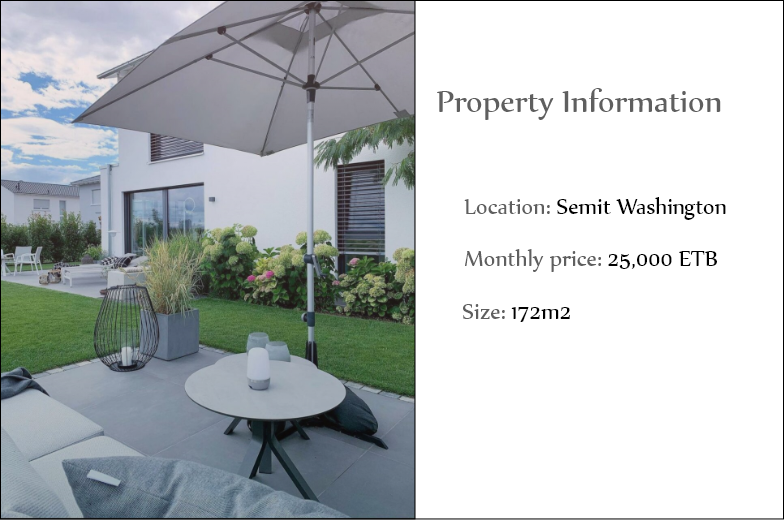 Property Information
Location: Semit Washington
Monthly price: 25,000 ETB
Size: 172m2